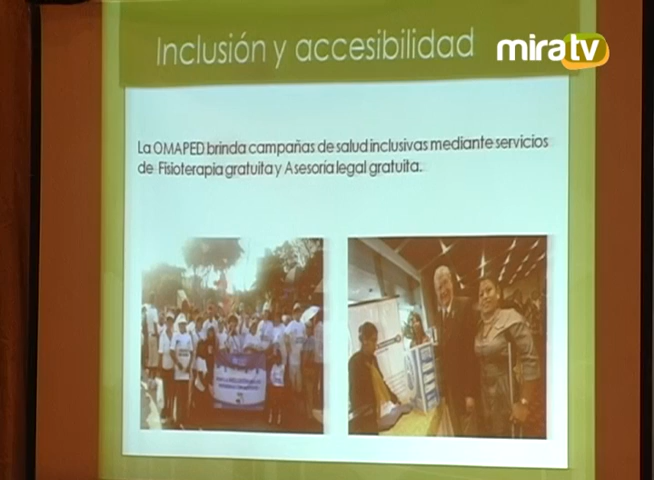 Inclusión y accesibilidad
miratv
La OMAPED brinda campañas de salud inclusivas mediante servicios
de Fisioterapia gratuita y Asesoría legal gratuita.